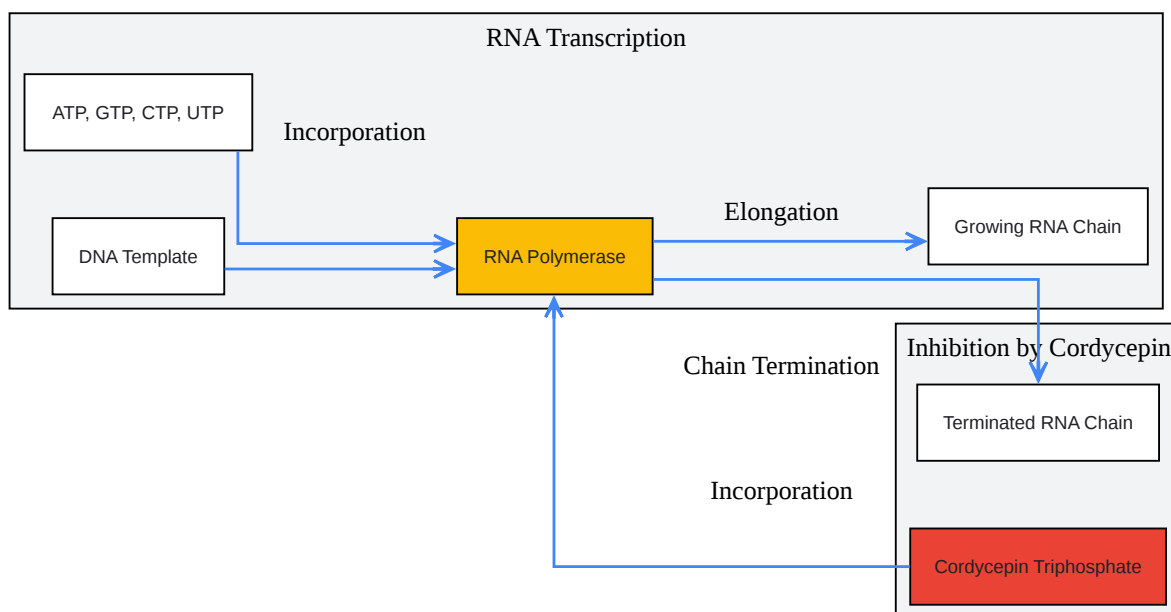 RNA Transcription
ATP, GTP, CTP, UTP
Incorporation
Elongation
Growing RNA Chain
DNA Template
RNA Polymerase
Inhibition by Cordycepin
Chain Termination
Terminated RNA Chain
Incorporation
Cordycepin Triphosphate